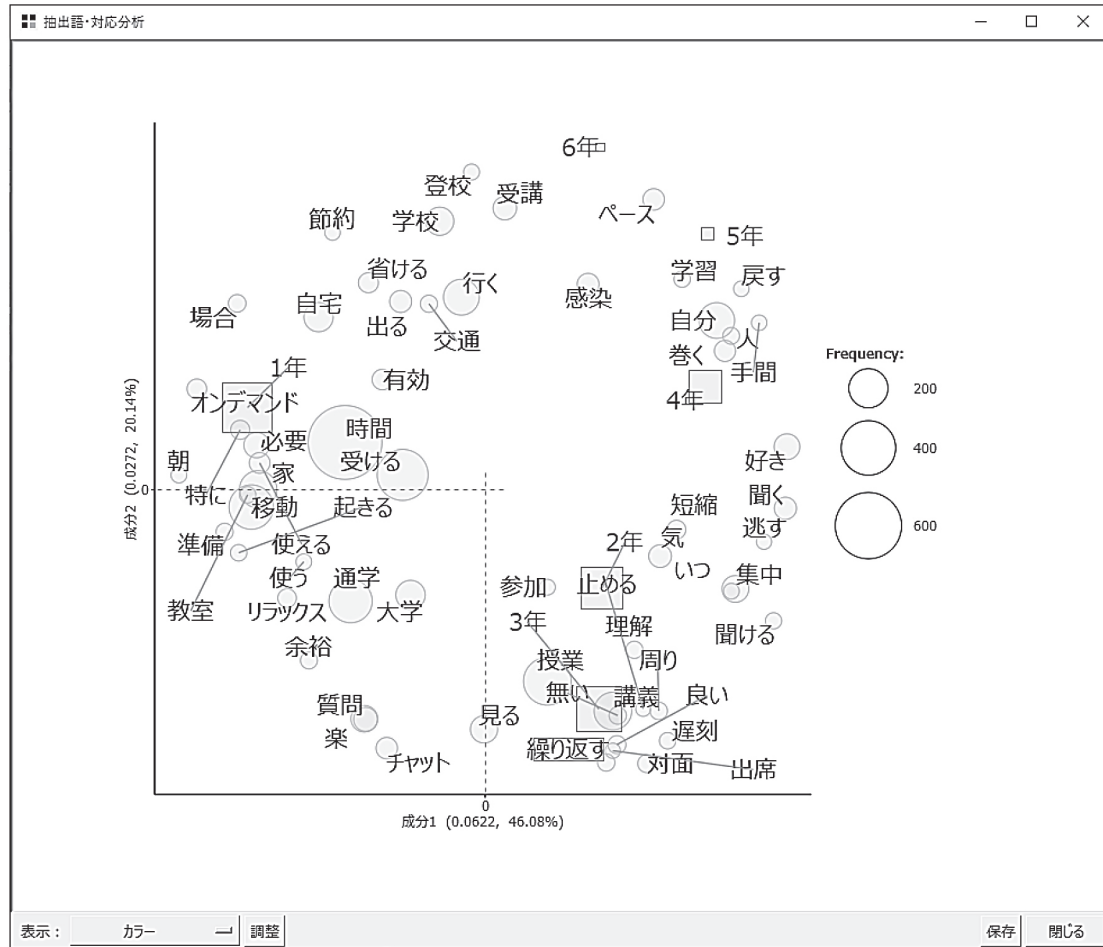 抽出語・対応分析
6年
登校
受講
節約
学校
ペース
5年
省ける
行く
学習
戻す
場合
自宅
感染
出る
自分
人
交通
巻く
手間
Frequency:
1年
有効
200
オンデマンド
4年
時間
必要
受ける
400
朝
家
好き
特に
聞く
移動
起きる
短縮
逃す
600
準備
使える
2年
気
いつ
使う
通学
参加
止める
集中
教室
リラックス
大学
3年
理解
聞ける
余裕
授業
周り
無い
講義
良い
質問
見る
遅刻
楽
繰り返す
チャット
対面
出席
0
0
成分1 (0.0622, 46.08%)
成分2 (0.0272, 20.14%)
表示：
カラー
調整
保存
閉じる